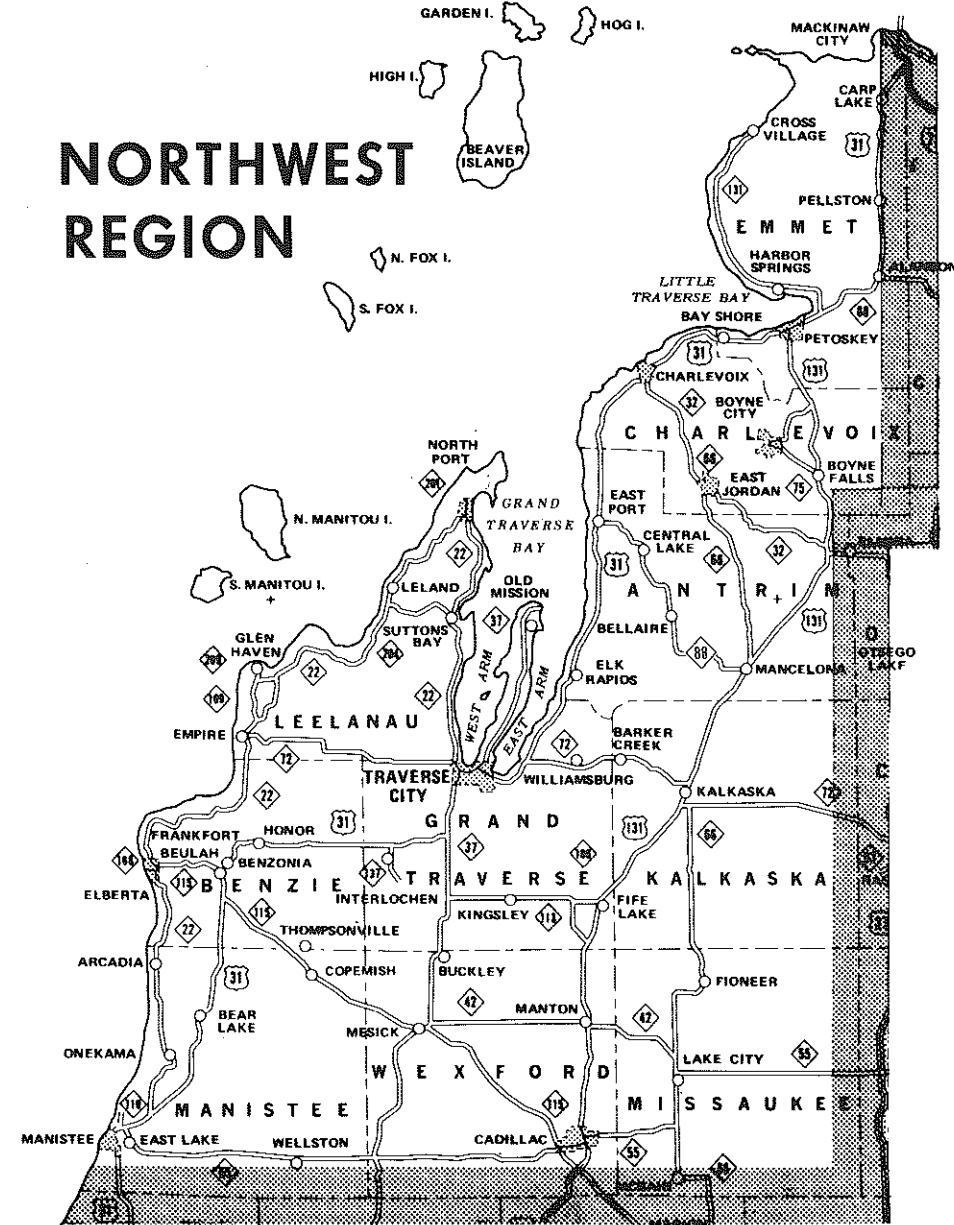 GARDEN I.
HOG I.
MACKINAW
CITY
HIGH I.
CARP
LAKE
NORTHWEST
REGION
CROSS
VILLAGE
31
BEAVER
ISLAND
131
PELLSTON
EMMET
HARBOR
SPRINGS
N. FOX I.
LITTLE
TRAVERSE BAY
S. FOX I.
BAY SHORE
68
PETOSKEY
31
131
CHARLEVOIX
32
BOYNE
CITY
CHARLEVOIX
NORTH
PORT
66
BOYNE
FALLS
201
EAST
JORDAN
75
EAST
PORT
GRAND
TRAVERSE
BAY
N. MANITOU I.
CENTRAL
LAKE
22
32
31
66
S. MANITOU I.
LELAND
OLD
MISSION
ANTRIM
37
131
SUTTONS
BAY
BELLAIRE
GLEN
HAVEN
204
88
OTSEGO
LAKE
209
22
MANCELONA
ELK
RAPIDS
WEST ARM
EAST ARM
109
22
LEELANAU
EMPIRE
BARKER
CREEK
72
72
TRAVERSE
CITY
WILLIAMSBURG
KALKASKA
22
72
31
GRAND
131
FRANKFORT
HONOR
66
37
BEULAH
186
168
BENZONIA
137
115
BENZIE
TRAVERSE
KALKASKA
ELBERTA
INTERLOCHEN
115
KINGSLEY
113
FIFE
LAKE
22
THOMPSONVILLE
ARCADIA
BUCKLEY
31
COPEMISH
FIONEER
42
MANTON
42
BEAR
LAKE
MESICK
ONEKAMA
LAKE CITY
55
WEXFORD
110
MANISTEE
115
MISSAUKEE
MANISTEE
EAST LAKE
WELLSTON
CADILLAC
55
55
66
31